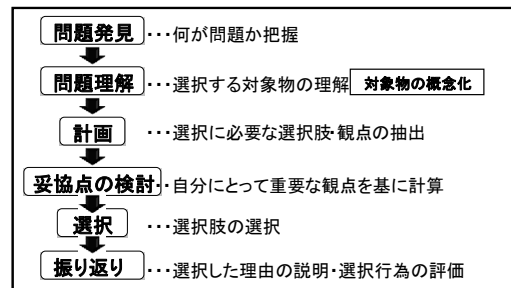 問題発見 ・・・何が問題か把握
問題理解 ・・・選択する対象物の理解 対象物の概念化
計画 ・・・選択に必要な選択肢・観点の抽出
妥協点の検討・・自分にとって重要な観点を基に計算
選択 ・・・選択肢の選択
振り返り ・・・選択した理由の説明・選択行為の評価